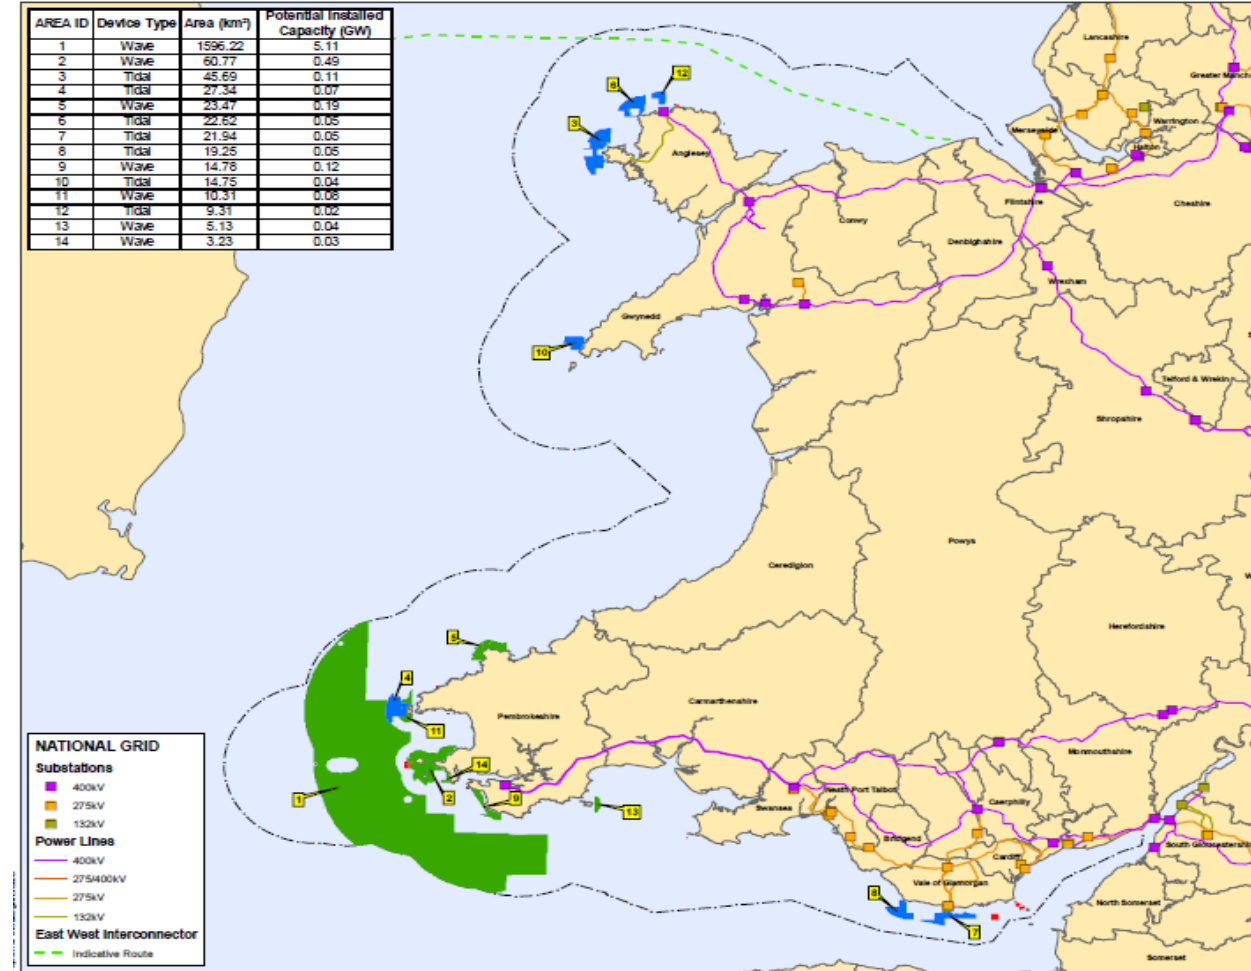 AREA ID Device Type Area (km²) Potential Installed Capacity (GW)
1 Wave 1596.22 5.11
2 Wave 60.77 0.49
3 Tidal 45.69 0.11
4 Tidal 27.34 0.07
5 Wave 23.47 0.19
6 Tidal 22.62 0.05
7 Tidal 21.94 0.05
8 Tidal 19.25 0.05
9 Wave 14.78 0.12
10 Tidal 14.75 0.04
11 Wave 10.31 0.08
12 Tidal 9.31 0.02
13 Wave 5.13 0.04
14 Wave 3.23 0.03
Lancashire
Greater Manch
6
12
3
Merseyside
Warrington
Halton
Anglesey
Flintshire
Cheshire
Conwy
Denbighshire
Wrexham
Gwynedd
10
Telford & Wrekin
Shropshire
Powys
Ceredigion
Herefordshire
5
4
11
Pembrokeshire
Carmarthenshire
Monmouthshire
14
1
2
9
13
Swansea
Neath Port Talbot
Caerphilly
Bridgend
Cardiff
South Gloucestershire
Vale of Glamorgan
8
7
North Somerset
Somerset
NATIONAL GRID
Substations
400kV
275kV
132kV
Power Lines
400kV
275/400kV
275kV
132kV
East West Interconnector
Indicative Route